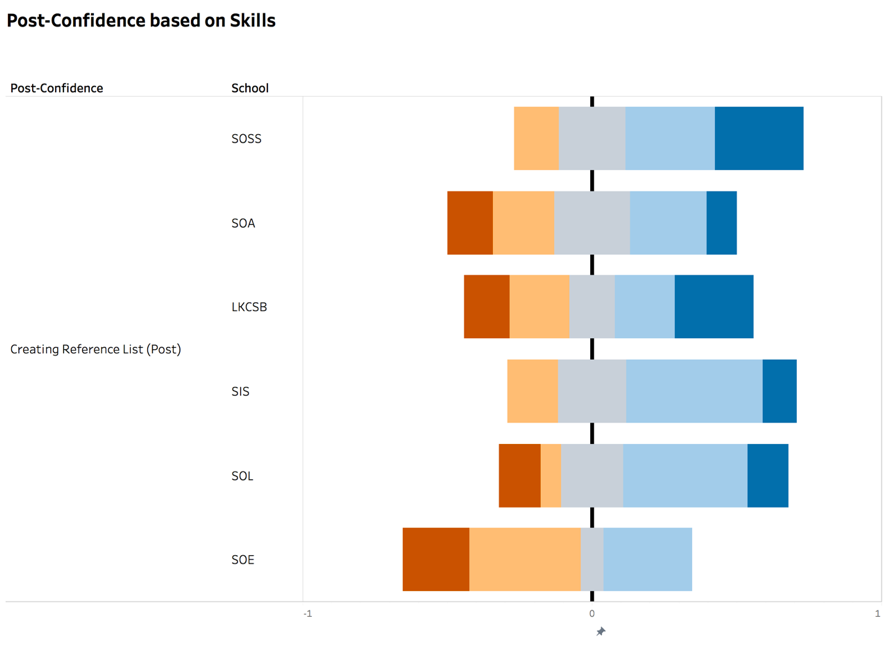 Post-Confidence based on Skills
Post-Confidence School
SOSS
SOA
LKCSB
Creating Reference List (Post)
SIS
SOL
SOE
-1 0 1